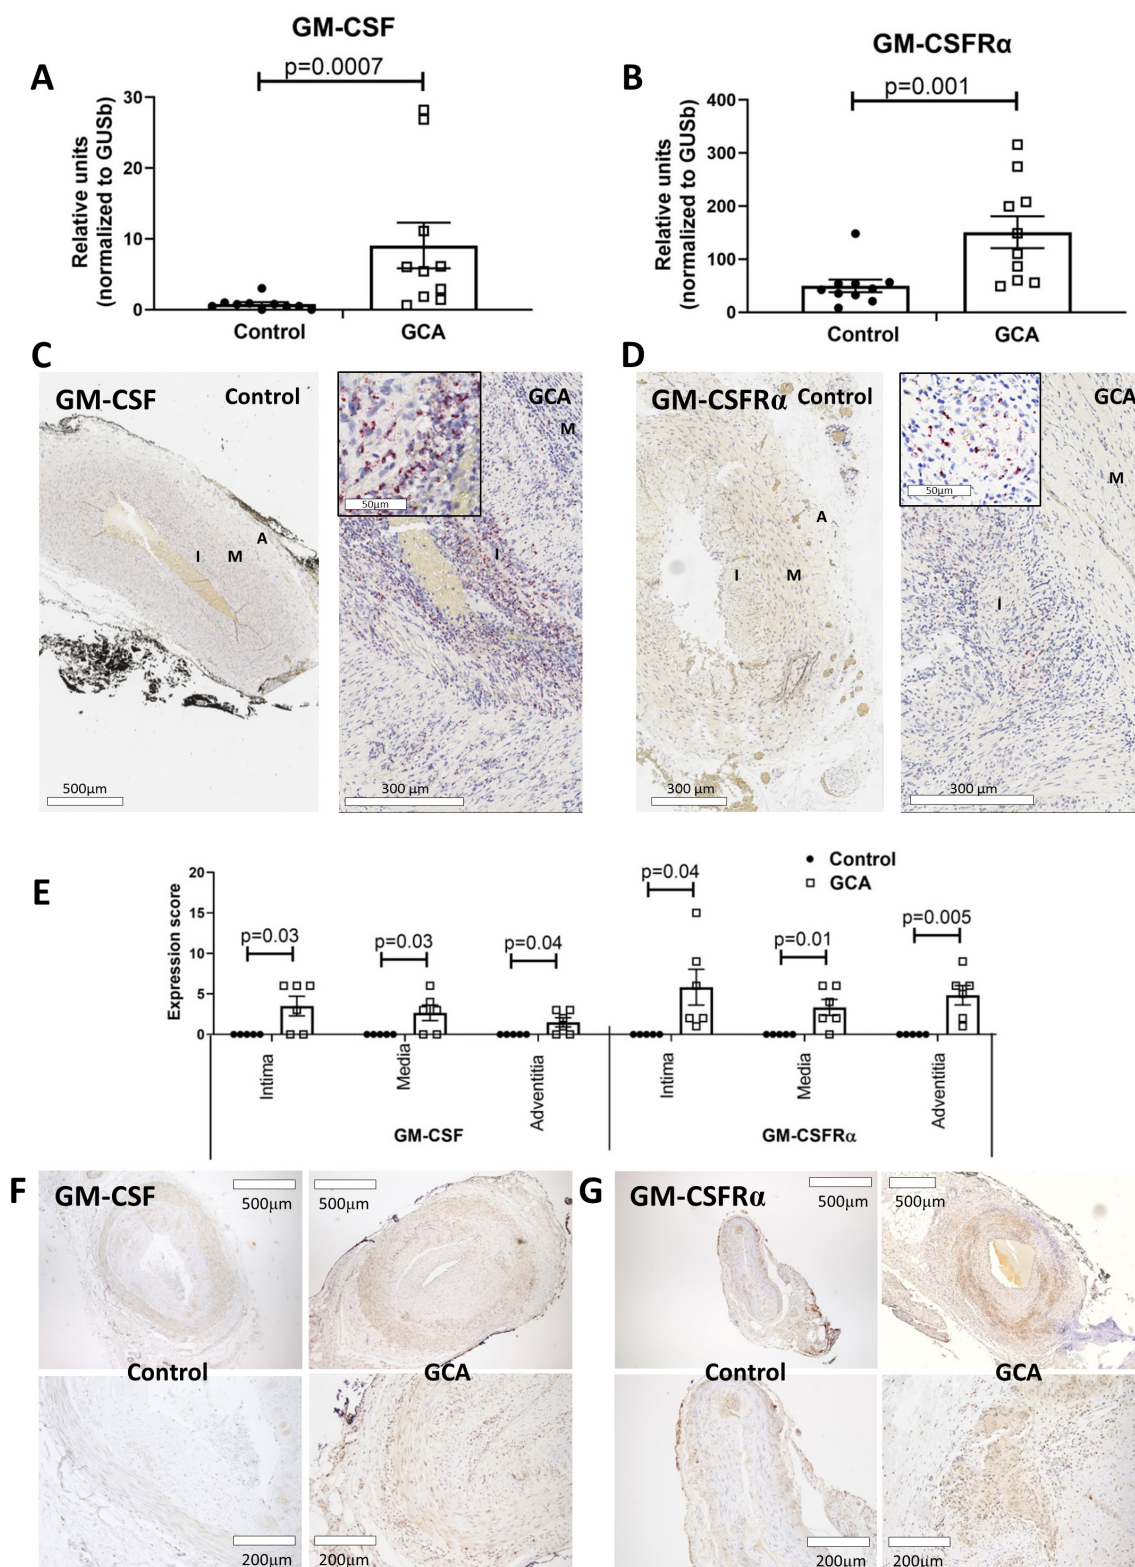 GM-CSF
A
p=0.0007
Relative units
(normalized to GUSb)
30
20
10
0
Control
GCA
GM-CSFRα
B
p=0.001
Relative units
(normalized to GUSb)
400
300
200
100
0
Control
GCA
C
GM-CSF
Control
I
M
A
500μm
GCA
M
50μm
I
300 μm
D
GM-CSFRα
Control
A
I
M
300 μm
GCA
M
50μm
I
300 μm
E
Expression score
20
15
10
5
0
Control
GCA
p=0.03
p=0.03
p=0.04
p=0.04
p=0.01
p=0.005
Intima
Media
Adventitia
Intima
Media
Adventitia
GM-CSF
GM-CSFRα
F
GM-CSF
500μm
500μm
Control
GCA
200μm
200μm
G
GM-CSFRα
500μm
500μm
Control
GCA
200μm
200μm